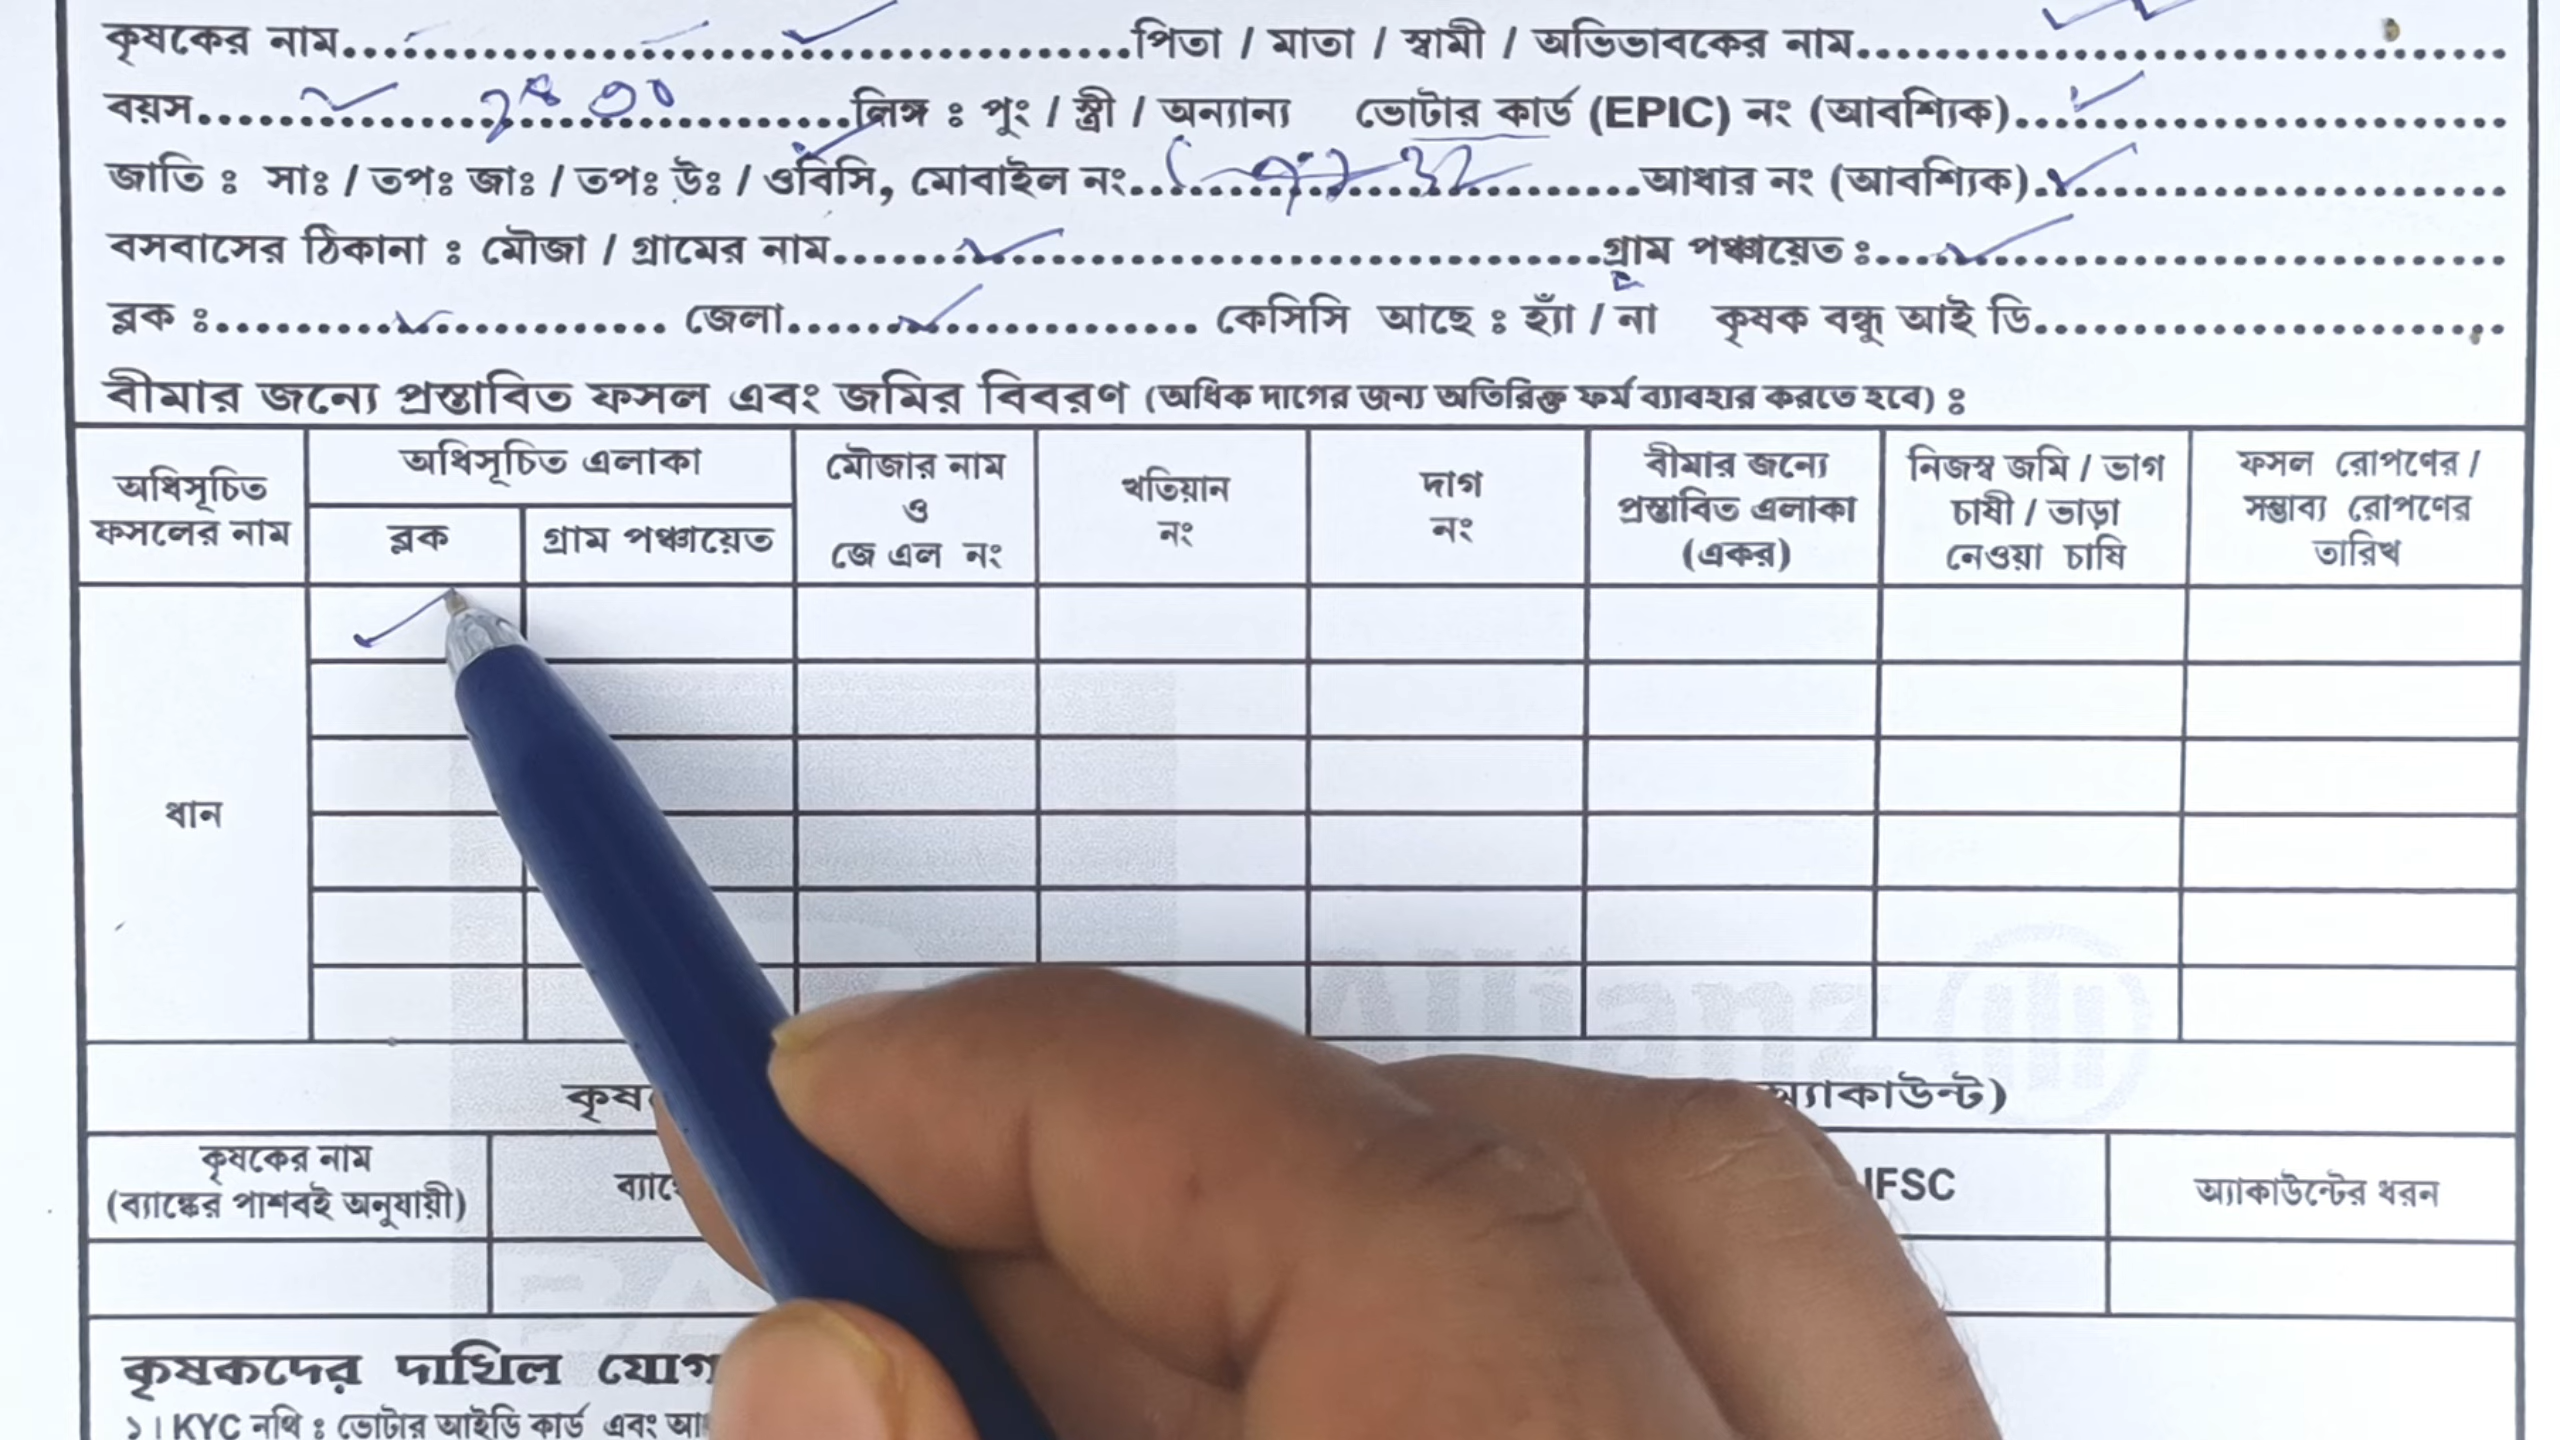 কৃষকের নাম........................................পিতা / মাতা / স্বামী / অভিভাবকের নাম........................................
বয়স........................................লিঙ্গ ঃ পুং / স্ত্রী / অন্যান্য ভোটার কার্ড (EPIC) নং (আবশ্যিক)..............................
জাতি ঃ সাঃ / তপঃ জাঃ / তপঃ উঃ / ওবিসি, মোবাইল নং..............................আধার নং (আবশ্যিক)..............................
বসবাসের ঠিকানা ঃ মৌজা / গ্রামের নাম........................................গ্রাম পঞ্চায়েত ঃ..............................
ব্লক ঃ......................... জেলা....................... কেসিসি আছে ঃ হ্যাঁ / না কৃষক বন্ধু আই ডি..............................
বীমার জন্যে প্রস্তাবিত ফসল এবং জমির বিবরণ (অধিক দাগের জন্য অতিরিক্ত ফর্ম ব্যাবহার করতে হবে) ঃ
অধিসূচিত
ফসলের নাম
অধিসূচিত এলাকা
ব্লক
গ্রাম পঞ্চায়েত
মৌজার নাম
ও
জে এল নং
খতিয়ান
নং
দাগ
নং
বীমার জন্যে
প্রস্তাবিত এলাকা
(একর)
নিজস্ব জমি / ভাগ
চাষী / ভাড়া
নেওয়া চাষি
ফসল রোপণের /
সম্ভাব্য রোপণের
তারিখ
ধান
অ্যাকাউন্ট)
কৃষকের নাম
(ব্যাঙ্কের পাশবই অনুযায়ী)
IFSC
অ্যাকাউন্টের ধরন
কৃষকদের দাখিল
১। KYC নথি ঃ ভোটার আইডি কার্ড এবং